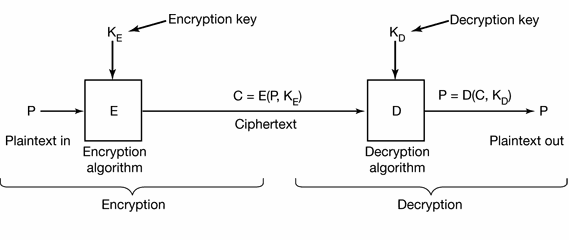 Encryption key
Decryption key
K_E
K_D
P
E
C = E(P, K_E)
D
P = D(C, K_D)
P
Plaintext in
Ciphertext
Plaintext out
Encryption
algorithm
Decryption
algorithm
Encryption
Decryption